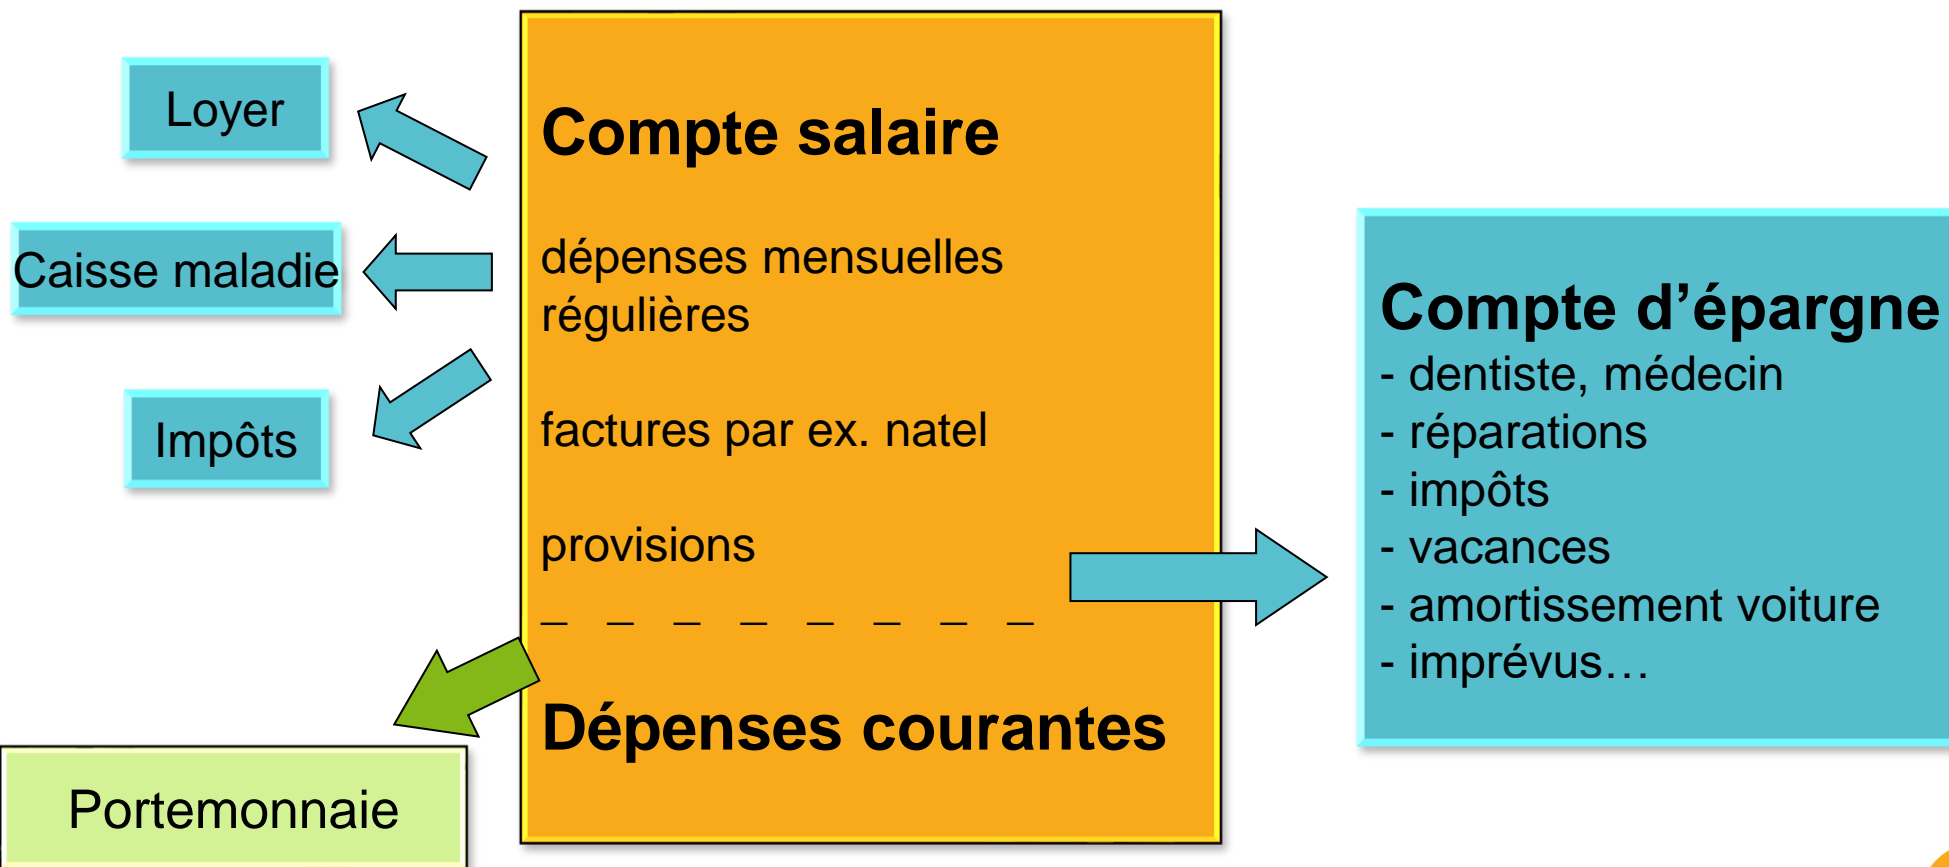 Loyer
Caisse maladie
Impôts
Portemonnaie
Compte salaire
dépenses mensuelles
régulières
factures par ex. natel
provisions
_ _ _ _ _ _ _ _
Dépenses courantes
Compte d’épargne
- dentiste, médecin
- réparations
- impôts
- vacances
- amortissement voiture
- imprévus…